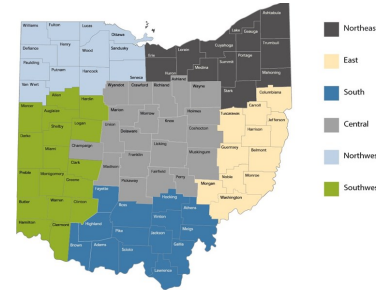 Ashtabula
Williams Fulton Lucas
Ottawa
Lake Geauga
Defiance Henry Wood Sandusky
Erie Lorain Cuyahoga Trumbull
Paulding
Putnam Hancock
Seneca
Huron Medina Summit Portage
Mahoning
Van Wert
Ashland
Stark
Allen
Hardin
Wyandot Crawford Richland Wayne
Columbiana
Mercer
Auglaize
Marion Morrow
Holmes
Carroll
Tuscarawas
Jefferson
Logan
Union
Knox
Shelby
Delaware
Coshocton
Harrison
Darke
Miami
Champaign
Licking
Guernsey
Belmont
Clark
Franklin
Muskingum
Madison
Preble Montgomery
Greene
Fairfield
Perry
Noble Monroe
Pickaway
Morgan
Fayette
Butler Warren Clinton
Hocking
Washington
Ross
Athens
Hamilton Clermont
Highland
Vinton
Pike
Meigs
Jackson
Brown Adams
Scioto
Gallia
Lawrence
Northeas
East
South
Central
Northwes
Southwes